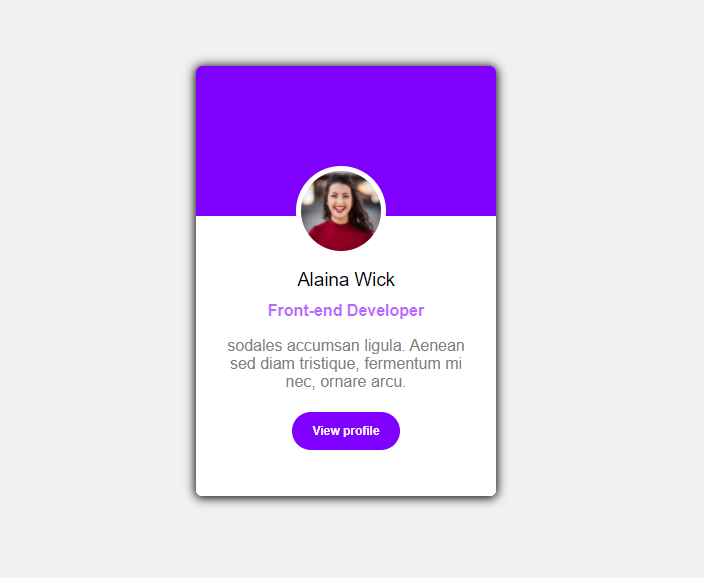 Alaina Wick
Front-end Developer
sodales accumsan ligula. Aenean
sed diam tristique, fermentum mi
nec, ornare arcu.
View profile